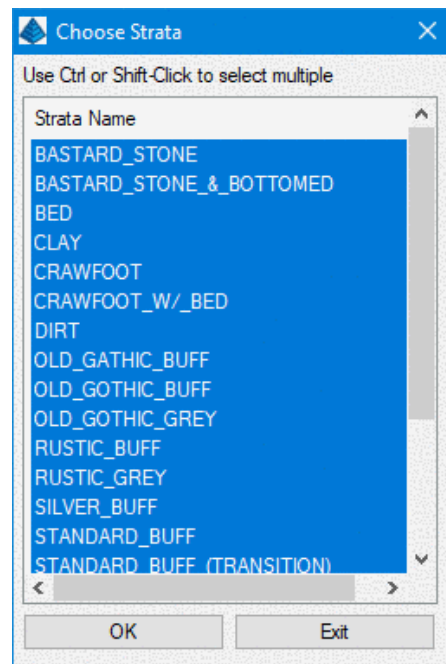 Choose Strata
Use Ctrl or Shift-Click to select multiple
Strata Name
BASTARD_STONE
BASTARD_STONE_&_BOTTOMED
BED
CLAY
CRAWFOOT
CRAWFOOT_W/_BED
DIRT
OLD_GATHIC_BUFF
OLD_GOTHIC_BUFF
OLD_GOTHIC_GREY
RUSTIC_BUFF
RUSTIC_GREY
SILVER_BUFF
STANDARD_BUFF
STANDARD_BUFF_(TRANSITION)
OK Exit